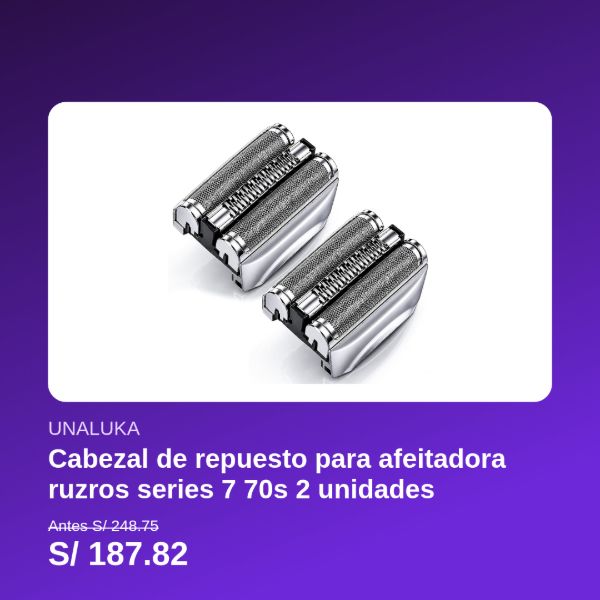 UNALUKA
Cabezal de repuesto para afeitadora
ruzros series 7 70s 2 unidades
Antes S/ 248.75
S/ 187.82